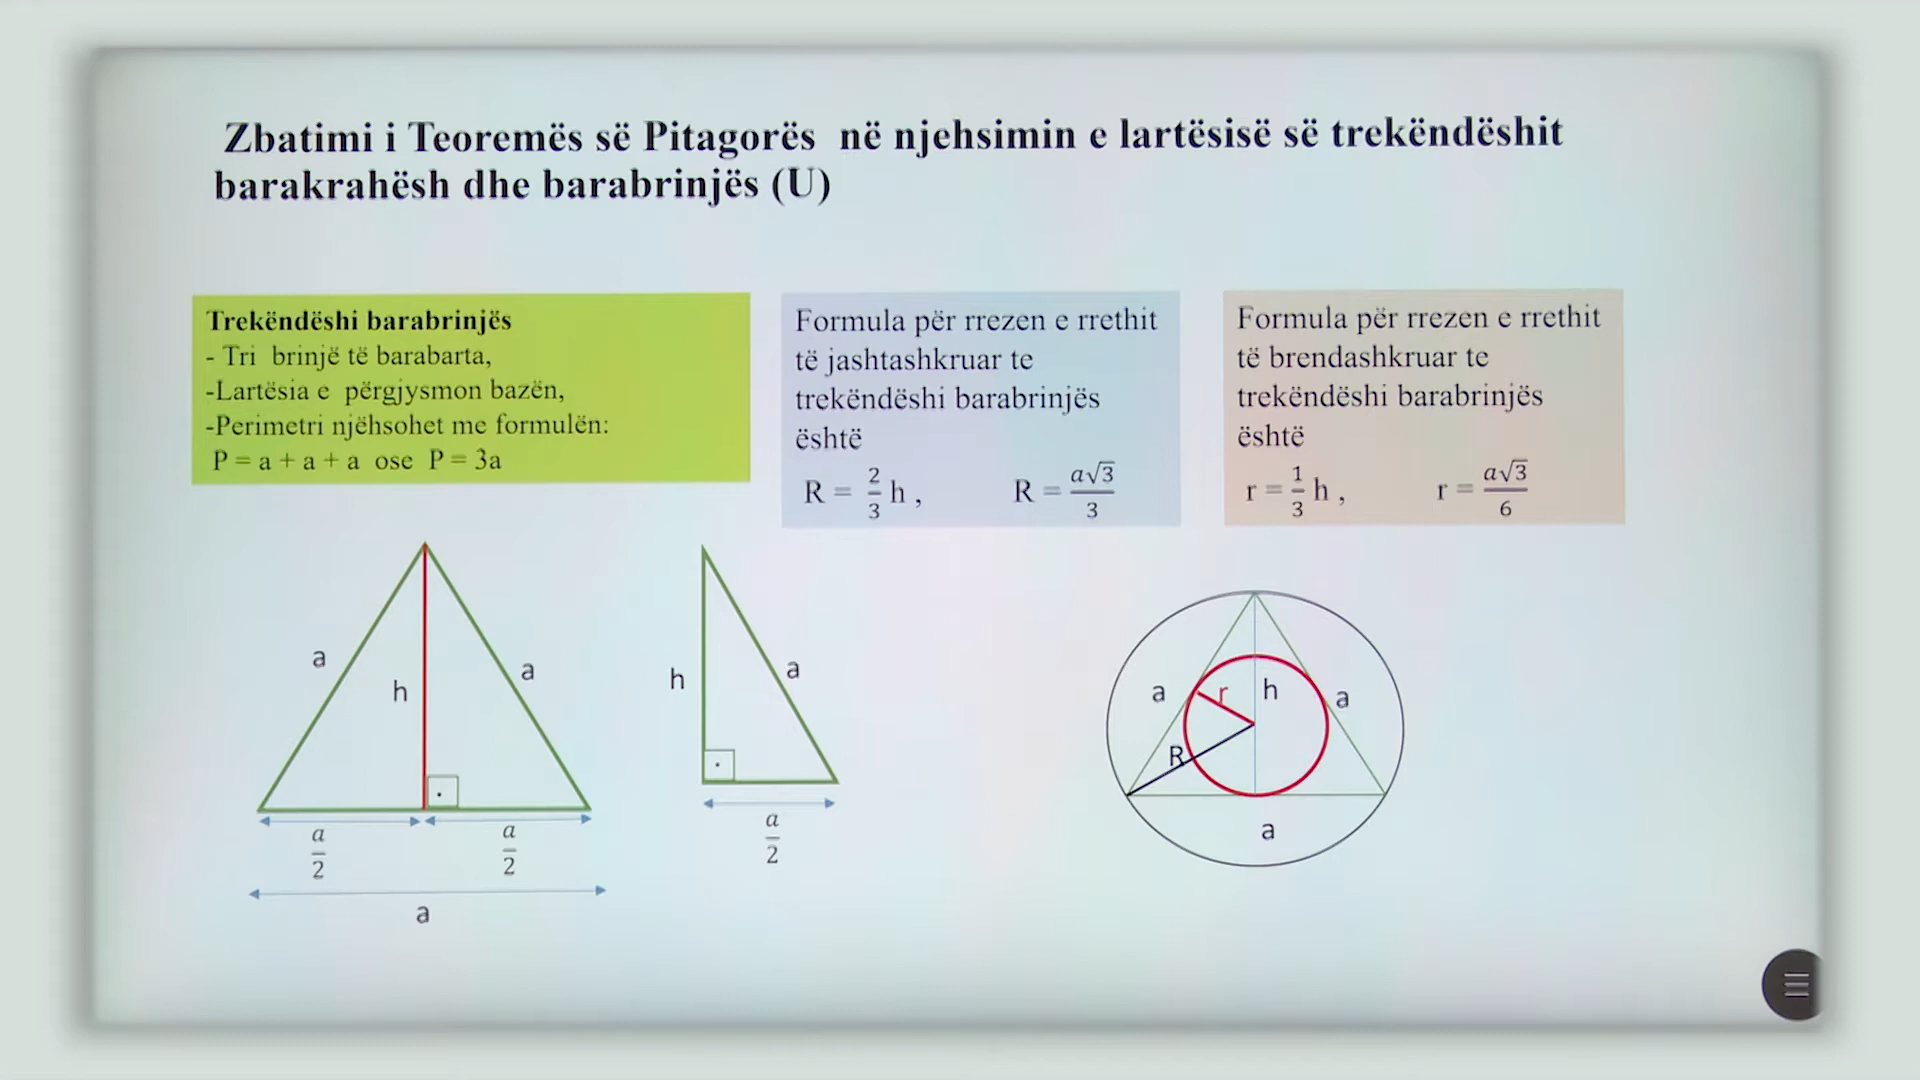 Zbatimi i Teoremës së Pitagorës në njehsimin e lartësisë së trekëndëshit
barakrahësh dhe barabrinjës (U)
Trekëndëshi barabrinjës
- Tri brinjë të barabarta,
-Lartësia e përgjysmon bazën,
-Perimetri njëhsohet me formulën:
P = a + a + a ose P = 3a
Formula për rrezen e rrethit
të jashtashkruar te
trekëndëshi barabrinjës
është
R = 2/3 h , R = a√3/3
Formula për rrezen e rrethit
të brendashkruar te
trekëndëshi barabrinjës
është
r = 1/3 h , r = a√3/6
a
h
a
a/2
a/2
a
h
a
a/2
a
r
h
a
R
a